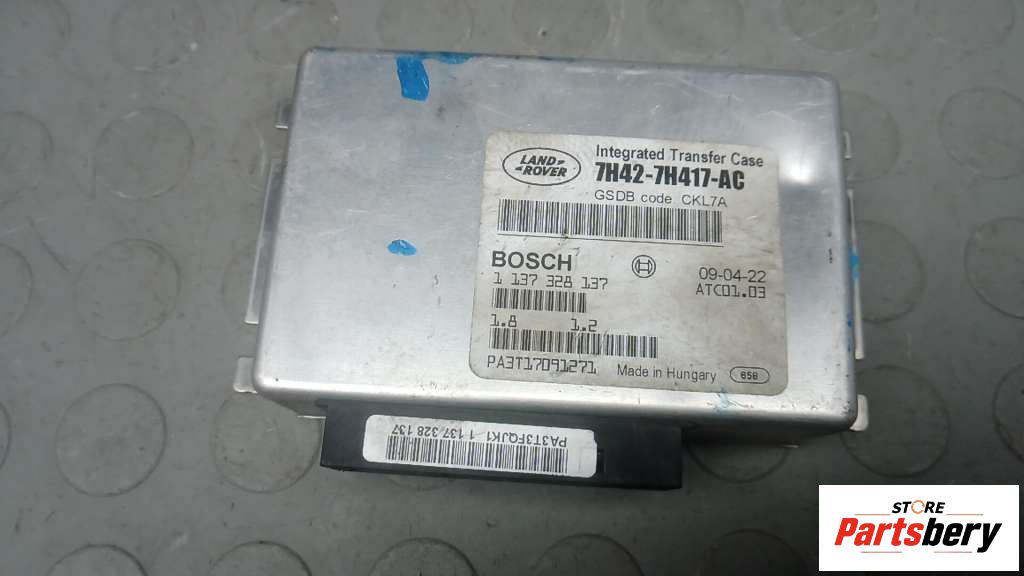 LAND
ROVER
Integrated Transfer Case
7H42-7H417-AC
GSDB code CKL7A
BOSCH
1 137 328 137
09-04-22
ATC01.03
1.8 1.2
PA3T17091271
Made in Hungary
658
PA3T3FQJK1 1 137 328 137
STORE
Partsbery